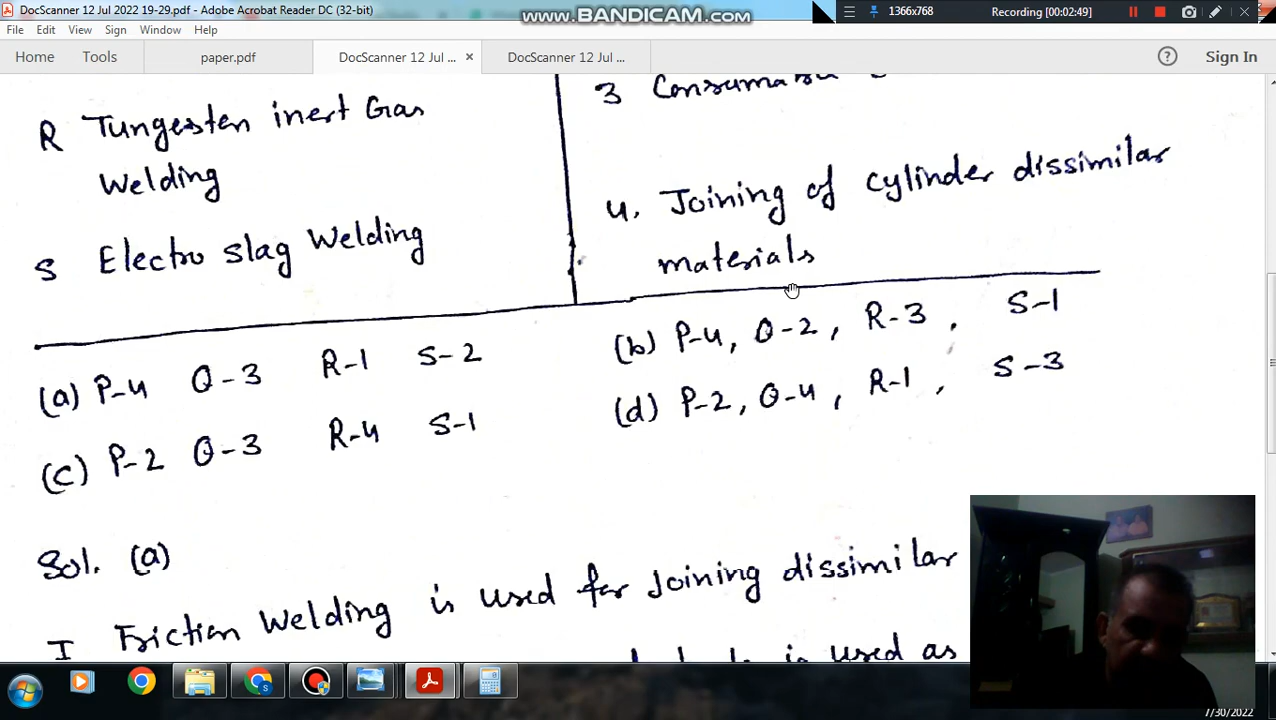 DocScanner 12 Jul 2022 19-29.pdf - Adobe Acrobat Reader DC (32-bit)
www.BANDICAM.com
1366x768
Recording [00:02:49]
File Edit View Sign Window Help
Home Tools paper.pdf DocScanner 12 Jul ... × DocScanner 12 Jul ... Sign In
R Tungesten inert Gas
Welding
S Electro slag Welding
3
4. Joining of cylinder dissimilar
materials
(a) P-4 Q-3 R-1 S-2
(b) P-4, Q-2, R-3, S-1
(c) P-2 Q-3 R-4 S-1
(d) P-2, Q-4, R-1, S-3
Sol. (a)
I Friction Welding is used for Joining dissimilar
is used as
7/30/2022